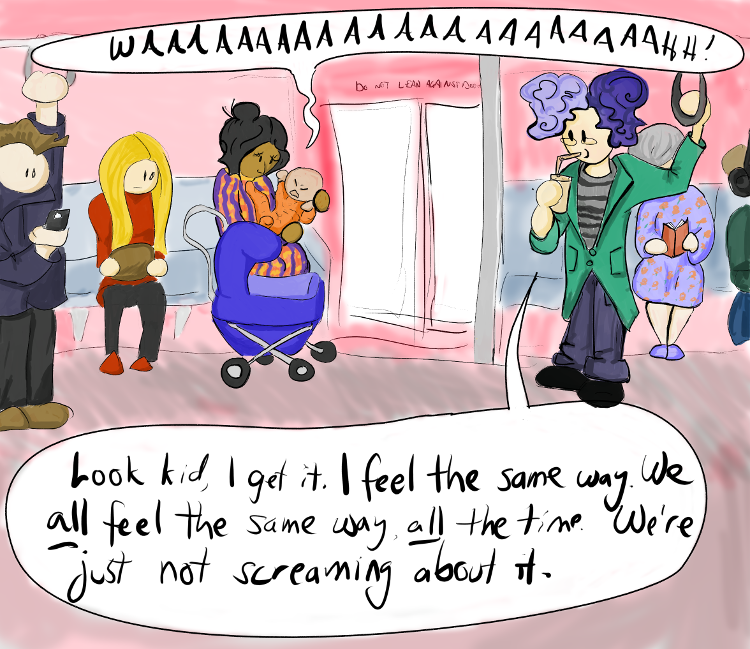 WAAAAAAAAAAAAAAAAAAAAAAAAHH!
DO NOT LEAN AGAINST DOOR
Look kid, I get it. I feel the same way. We
all feel the same way, all the time. We're
just not screaming about it.